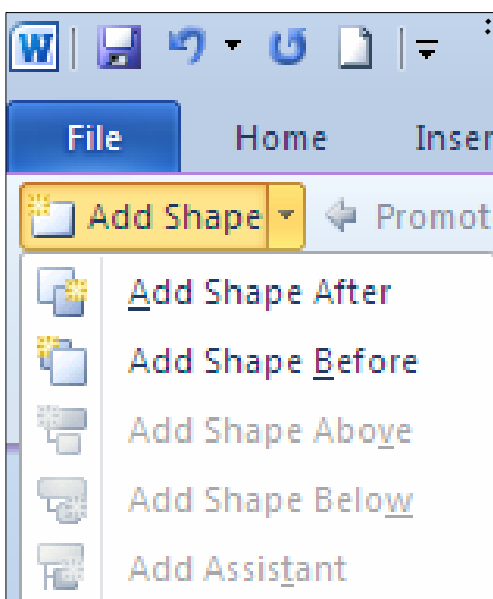 W
File Home Inser
Add Shape Promot
Add Shape After
Add Shape Before
Add Shape Above
Add Shape Below
Add Assistant